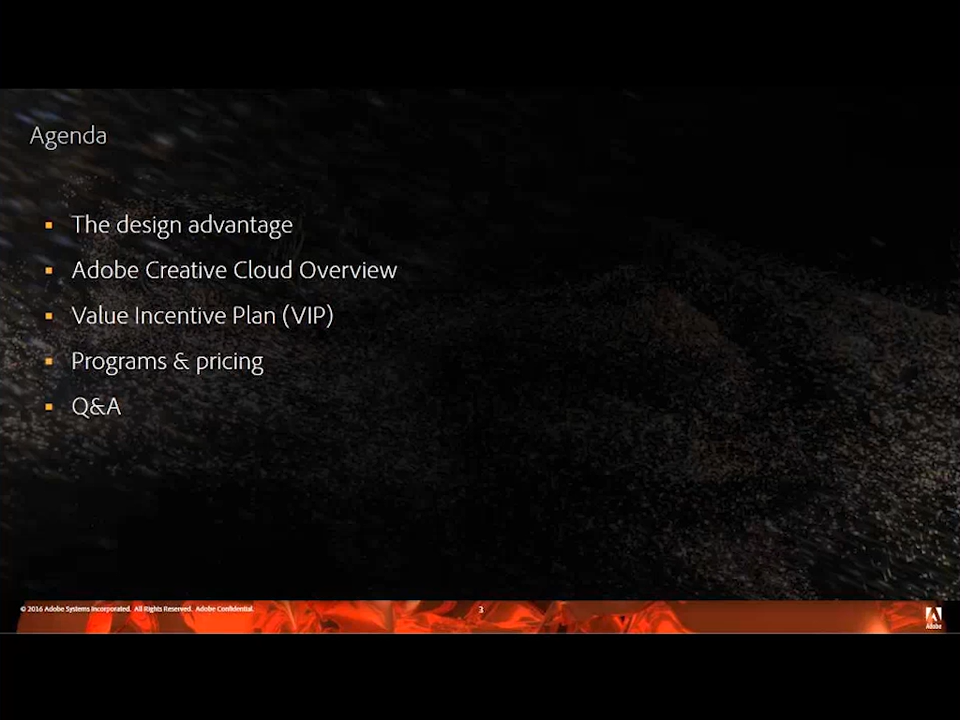 Agenda
▪ The design advantage
▪ Adobe Creative Cloud Overview
▪ Value Incentive Plan (VIP)
▪ Programs & pricing
▪ Q&A
© 2016 Adobe Systems Incorporated. All Rights Reserved. Adobe Confidential.
3
Adobe